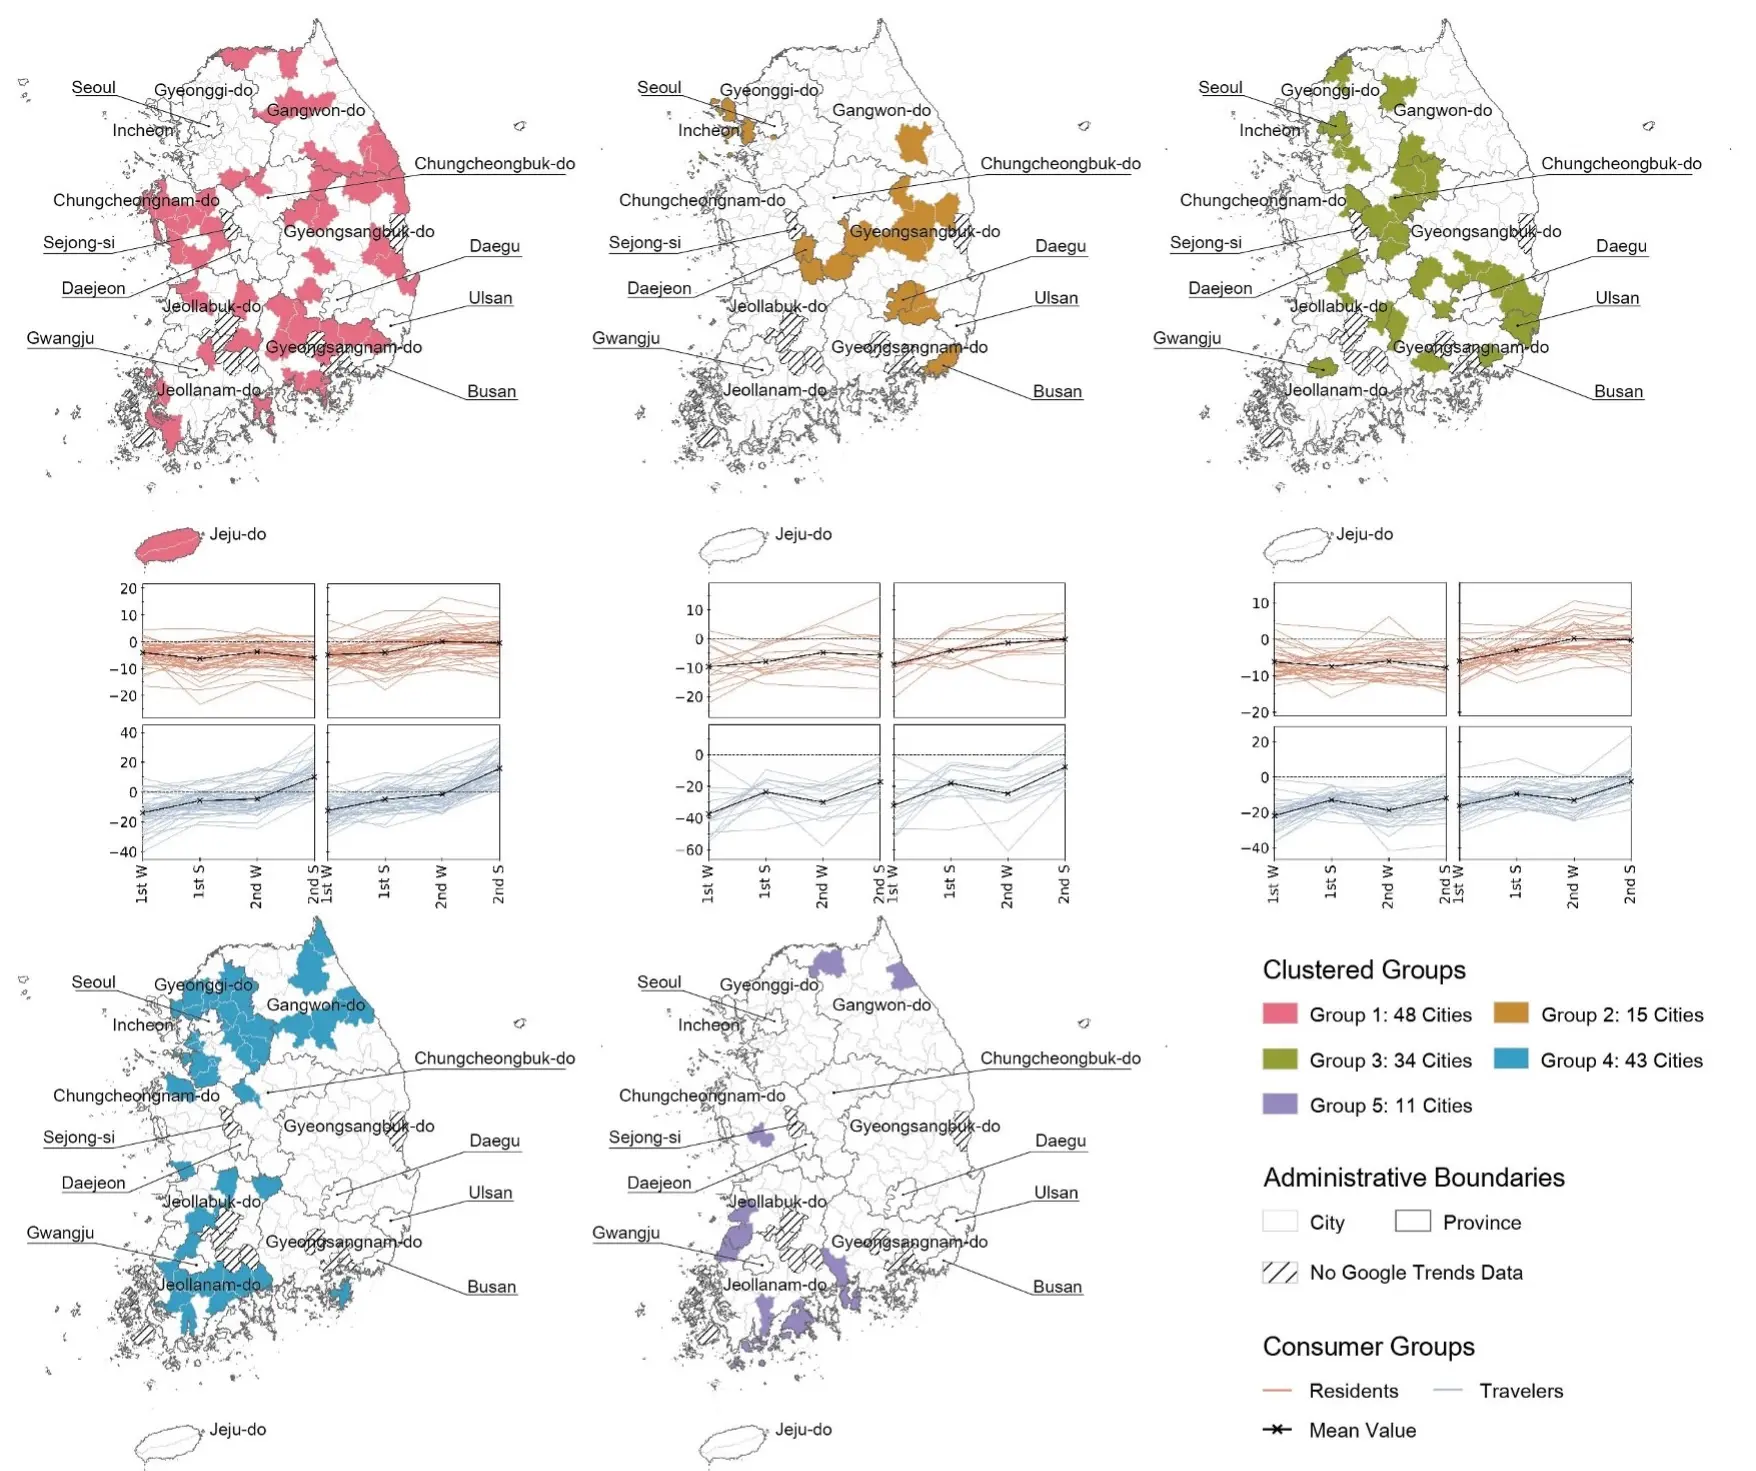 Seoul
Gyeonggi-do
Gangwon-do
Incheon
Chungcheongbuk-do
Chungcheongnam-do
Sejong-si
Gyeongsangbuk-do
Daegu
Daejeon
Jeollabuk-do
Ulsan
Gwangju
Gyeongsangnam-do
Jeollanam-do
Busan
Jeju-do
Seoul
Gyeonggi-do
Gangwon-do
Incheon
Chungcheongbuk-do
Chungcheongnam-do
Sejong-si
Gyeongsangbuk-do
Daegu
Daejeon
Jeollabuk-do
Ulsan
Gwangju
Gyeongsangnam-do
Jeollanam-do
Busan
Jeju-do
Seoul
Gyeonggi-do
Gangwon-do
Incheon
Chungcheongbuk-do
Chungcheongnam-do
Sejong-si
Gyeongsangbuk-do
Daegu
Daejeon
Jeollabuk-do
Ulsan
Gwangju
Gyeongsangnam-do
Jeollanam-do
Busan
Jeju-do
20
10
0
−10
−20
40
20
0
−20
−40
1st W
1st S
2nd W
2nd S
1st W
1st S
2nd W
2nd S
10
0
−10
−20
0
−20
−40
−60
1st W
1st S
2nd W
2nd S
1st W
1st S
2nd W
2nd S
10
0
−10
−20
20
0
−20
−40
1st W
1st S
2nd W
2nd S
1st W
1st S
2nd W
2nd S
Seoul
Gyeonggi-do
Gangwon-do
Incheon
Chungcheongbuk-do
Chungcheongnam-do
Sejong-si
Gyeongsangbuk-do
Daegu
Daejeon
Jeollabuk-do
Ulsan
Gwangju
Gyeongsangnam-do
Jeollanam-do
Busan
Jeju-do
Seoul
Gyeonggi-do
Gangwon-do
Incheon
Chungcheongbuk-do
Chungcheongnam-do
Sejong-si
Gyeongsangbuk-do
Daegu
Daejeon
Jeollabuk-do
Ulsan
Gwangju
Gyeongsangnam-do
Jeollanam-do
Busan
Jeju-do
Clustered Groups
Group 1: 48 Cities
Group 2: 15 Cities
Group 3: 34 Cities
Group 4: 43 Cities
Group 5: 11 Cities
Administrative Boundaries
City
Province
No Google Trends Data
Consumer Groups
Residents
Travelers
Mean Value